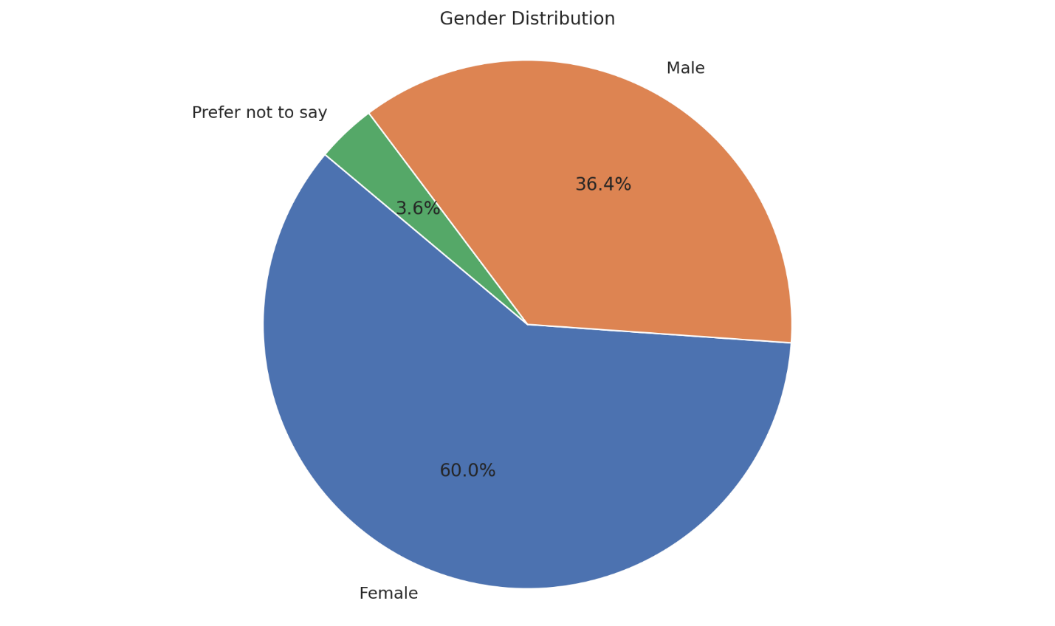 Gender Distribution
Male
Prefer not to say
36.4%
3.6%
60.0%
Female